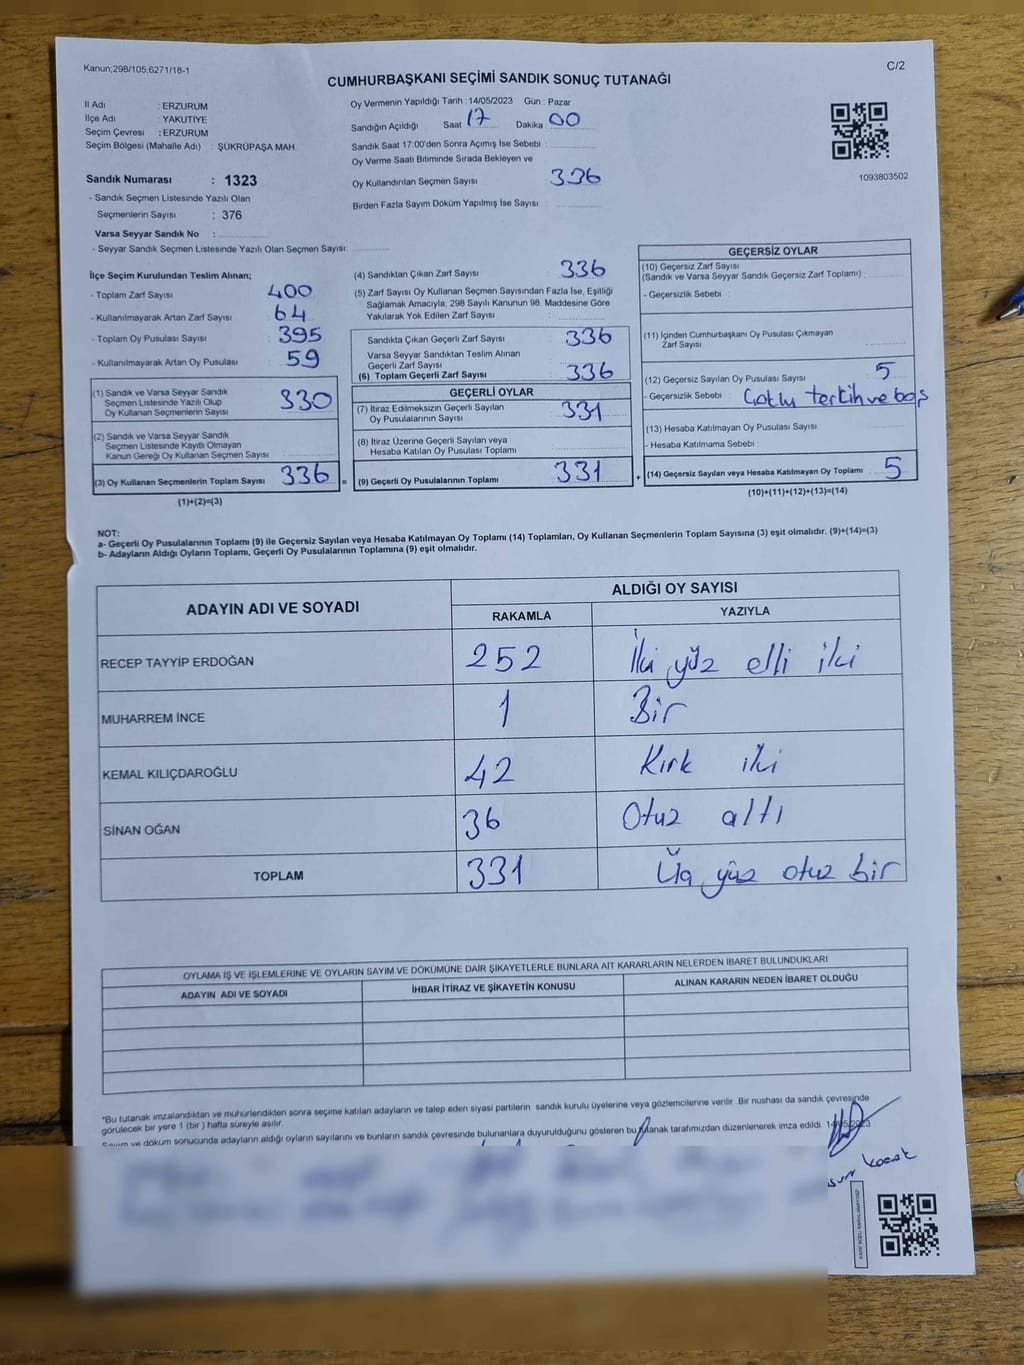 Kanun;298/105;6271/18-1
C/2
CUMHURBAŞKANI SEÇİMİ SANDIK SONUÇ TUTANAĞI
İl Adı : ERZURUM
İlçe Adı : YAKUTİYE
Seçim Çevresi : ERZURUM
Seçim Bölgesi (Mahalle Adı) : ŞÜKRÜPAŞA MAH.
Sandık Numarası : 1323
- Sandık Seçmen Listesinde Yazılı Olan
Seçmenlerin Sayısı : 376
Varsa Seyyar Sandık No :
- Seyyar Sandık Seçmen Listesinde Yazılı Olan Seçmen Sayısı:
Oy Vermenin Yapıldığı Tarih : 14/05/2023 Gün : Pazar
Sandığın Açıldığı Saat : 17 Dakika : 00
Sandık Saat 17:00'den Sonra Açımış İse Sebebi :
Oy Verme Saati Bitiminde Sırada Bekleyen ve
Oy Kullandırılan Seçmen Sayısı : 336
Birden Fazla Sayım Döküm Yapılmış İse Sayısı :
1093803502
İlçe Seçim Kurulundan Teslim Alınan;
- Toplam Zarf Sayısı 400
- Kullanılmayarak Artan Zarf Sayısı 64
- Toplam Oy Pusulası Sayısı 395
- Kullanılmayarak Artan Oy Pusulası 59
(1) Sandık ve Varsa Seyyar Sandık
Seçmen Listesinde Yazılı Olup
Oy Kullanan Seçmenlerin Sayısı 330
(2) Sandık ve Varsa Seyyar Sandık
Seçmen Listesinde Kayıtlı Olmayan
Kanun Gereği Oy Kullanan Seçmen Sayısı
(3) Oy Kullanan Seçmenlerin Toplam Sayısı 336 =
(1)+(2)=(3)
(4) Sandıktan Çıkan Zarf Sayısı 336
(5) Zarf Sayısı Oy Kullanan Seçmen Sayısından Fazla İse, Eşitliği
Sağlamak Amacıyla; 298 Sayılı Kanunun 98. Maddesine Göre
Yakılarak Yok Edilen Zarf Sayısı :
Sandıkta Çıkan Geçerli Zarf Sayısı 336
Varsa Seyyar Sandıktan Teslim Alınan
Geçerli Zarf Sayısı
(6) Toplam Geçerli Zarf Sayısı 336
GEÇERLİ OYLAR
(7) İtiraz Edilmeksizin Geçerli Sayılan
Oy Pusulasının Sayısı 331
(8) İtiraz Üzerine Geçerli Sayılan veya
Hesaba Katılan Oy Pusulası Toplamı
(9) Geçerli Oy Pusulalarının Toplamı 331 +
GEÇERSİZ OYLAR
(10) Geçersiz Zarf Sayısı
(Sandık ve Varsa Seyyar Sandık Geçersiz Zarf Toplamı)
- Geçersizlik Sebebi :
(11) İçinden Cumhurbaşkanı Oy Pusulası Çıkmayan
Zarf Sayısı
(12) Geçersiz Sayılan Oy Pusulası Sayısı 5
- Geçersizlik Sebebi : Çoklu tercih ve boş
(13) Hesaba Katılmayan Oy Pusulası Sayısı
- Hesaba Katılmama Sebebi
(14) Geçersiz Sayılan veya Hesaba Katılmayan Oy Toplamı 5
(10)+(11)+(12)+(13)=(14)
NOT:
a- Geçerli Oy Pusulalarının Toplamı (9) ile Geçersiz Sayılan veya Hesaba Katılmayan Oy Toplamı (14) Toplamları, Oy Kullanan Seçmenlerin Toplam Sayısına (3) eşit olmalıdır. (9)+(14)=(3)
b- Adayların Aldığı Oyların Toplamı, Geçerli Oy Pusulalarının Toplamına (9) eşit olmalıdır.
ADAYIN ADI VE SOYADI ALDIĞI OY SAYISI
RAKAMLA YAZIYLA
RECEP TAYYİP ERDOĞAN 252 İki yüz elli iki
MUHARREM İNCE 1 Bir
KEMAL KILIÇDAROĞLU 42 Kırk iki
SİNAN OĞAN 36 Otuz altı
TOPLAM 331 Üç yüz otuz bir
OYLAMA İŞ VE İŞLEMLERİNE VE OYLARIN SAYIM VE DÖKÜMÜNE DAİR ŞİKAYETLERLE BUNLARA AİT KARARLARIN NELERDEN İBARET BULUNDUKLARI
ADAYIN ADI VE SOYADI İHBAR İTİRAZ VE ŞİKAYETİN KONUSU ALINAN KARARIN NEDEN İBARET OLDUĞU
*Bu tutanak imzalandıktan ve mühürlendikten sonra seçime katılan adayların ve talep eden siyasi partilerin sandık kurulu üyelerine veya gözlemcilerine verilir. Bir nüshası da sandık çevresinde
görülecek bir yere 1 (bir ) hafta süreyle asılır.
Sayım ve döküm sonucunda adayların aldığı oyların sayılarını ve bunların sandık çevresinde bulunanlara duyurulduğunu gösteren bu tutanak tarafımızdan düzenlenerek imza edildi. 14/05/2023